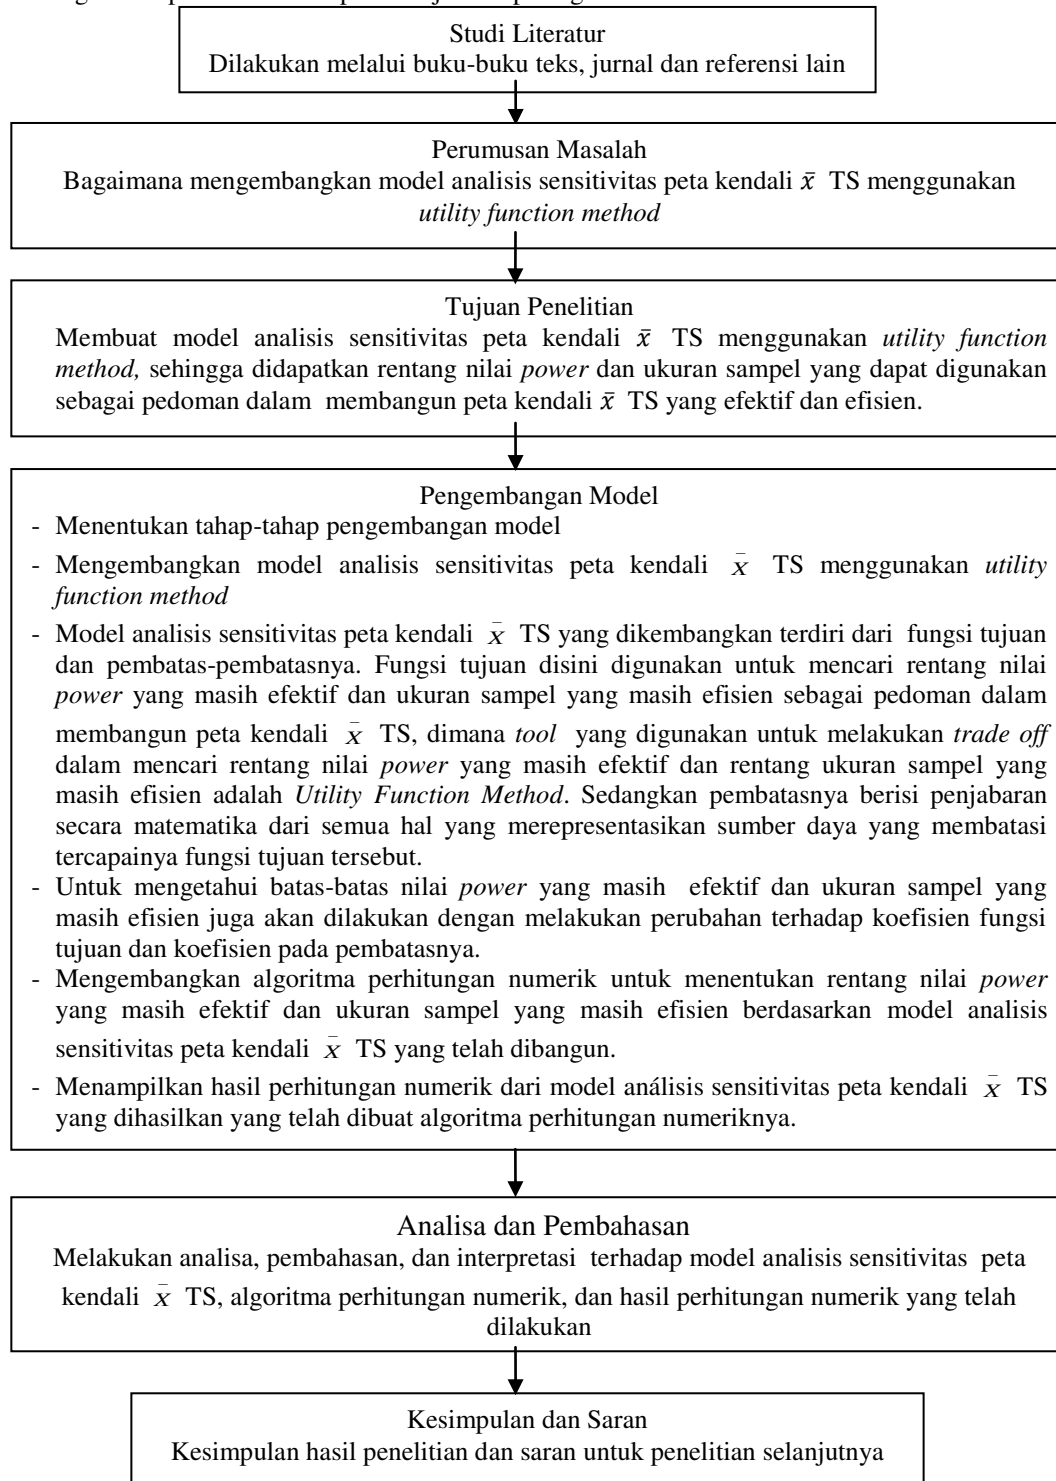 Studi Literatur
Dilakukan melalui buku-buku teks, jurnal dan referensi lain
Perumusan Masalah
Bagaimana mengembangkan model analisis sensitivitas peta kendali x̄ TS menggunakan
utility function method
Tujuan Penelitian
Membuat model analisis sensitivitas peta kendali x̄ TS menggunakan utility function
method, sehingga didapatkan rentang nilai power dan ukuran sampel yang dapat digunakan
sebagai pedoman dalam membangun peta kendali x̄ TS yang efektif dan efisien.
Pengembangan Model
- Menentukan tahap-tahap pengembangan model
- Mengembangkan model analisis sensitivitas peta kendali x̄ TS menggunakan utility
function method
- Model analisis sensitivitas peta kendali x̄ TS yang dikembangkan terdiri dari fungsi tujuan
dan pembatas-pembatasnya. Fungsi tujuan disini digunakan untuk mencari rentang nilai
power yang masih efektif dan ukuran sampel yang masih efisien sebagai pedoman dalam
membangun peta kendali x̄ TS, dimana tool yang digunakan untuk melakukan trade off
dalam mencari rentang nilai power yang masih efektif dan rentang ukuran sampel yang
masih efisien adalah Utility Function Method. Sedangkan pembatasnya berisi penjabaran
secara matematika dari semua hal yang merepresentasikan sumber daya yang membatasi
tercapainya fungsi tujuan tersebut.
- Untuk mengetahui batas-batas nilai power yang masih efektif dan ukuran sampel yang
masih efisien juga akan dilakukan dengan melakukan perubahan terhadap koefisien fungsi
tujuan dan koefisien pada pembatasnya.
- Mengembangkan algoritma perhitungan numerik untuk menentukan rentang nilai power
yang masih efektif dan ukuran sampel yang masih efisien berdasarkan model analisis
sensitivitas peta kendali x̄ TS yang telah dibangun.
- Menampilkan hasil perhitungan numerik dari model análisis sensitivitas peta kendali x̄ TS
yang dihasilkan yang telah dibuat algoritma perhitungan numeriknya.
Analisa dan Pembahasan
Melakukan analisa, pembahasan, dan interpretasi terhadap model analisis sensitivitas peta
kendali x̄ TS, algoritma perhitungan numerik, dan hasil perhitungan numerik yang telah
dilakukan
Kesimpulan dan Saran
Kesimpulan hasil penelitian dan saran untuk penelitian selanjutnya